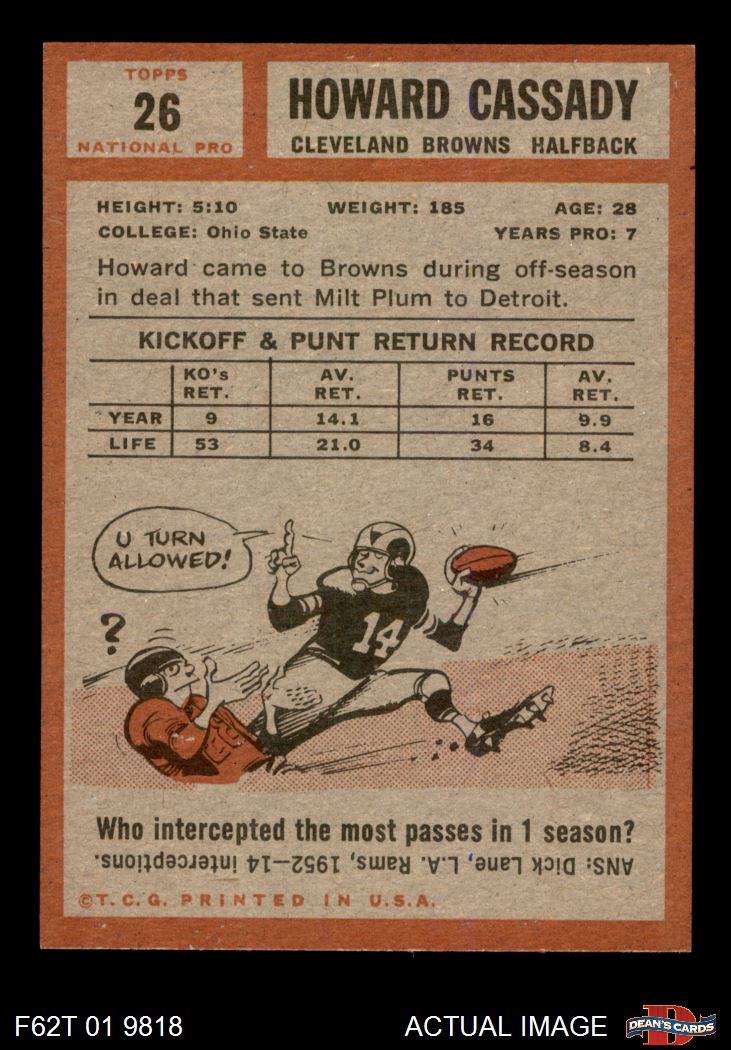 TOPPS
26
NATIONAL PRO
HOWARD CASSADY
CLEVELAND BROWNS HALFBACK
HEIGHT: 5:10 WEIGHT: 185 AGE: 28
COLLEGE: Ohio State YEARS PRO: 7
Howard came to Browns during off-season
in deal that sent Milt Plum to Detroit.
KICKOFF & PUNT RETURN RECORD
KO's RET. AV. RET. PUNTS RET. AV. RET.
YEAR 9 14.1 16 9.9
LIFE 53 21.0 34 8.4
U TURN
ALLOWED!
?
14
Who intercepted the most passes in 1 season?
ANS: Dick Lane, L.A. Rams, 1952—14 interceptions.
©T.C.G. PRINTED IN U.S.A.
F62T 01 9818 ACTUAL IMAGE DEAN'S CARDS